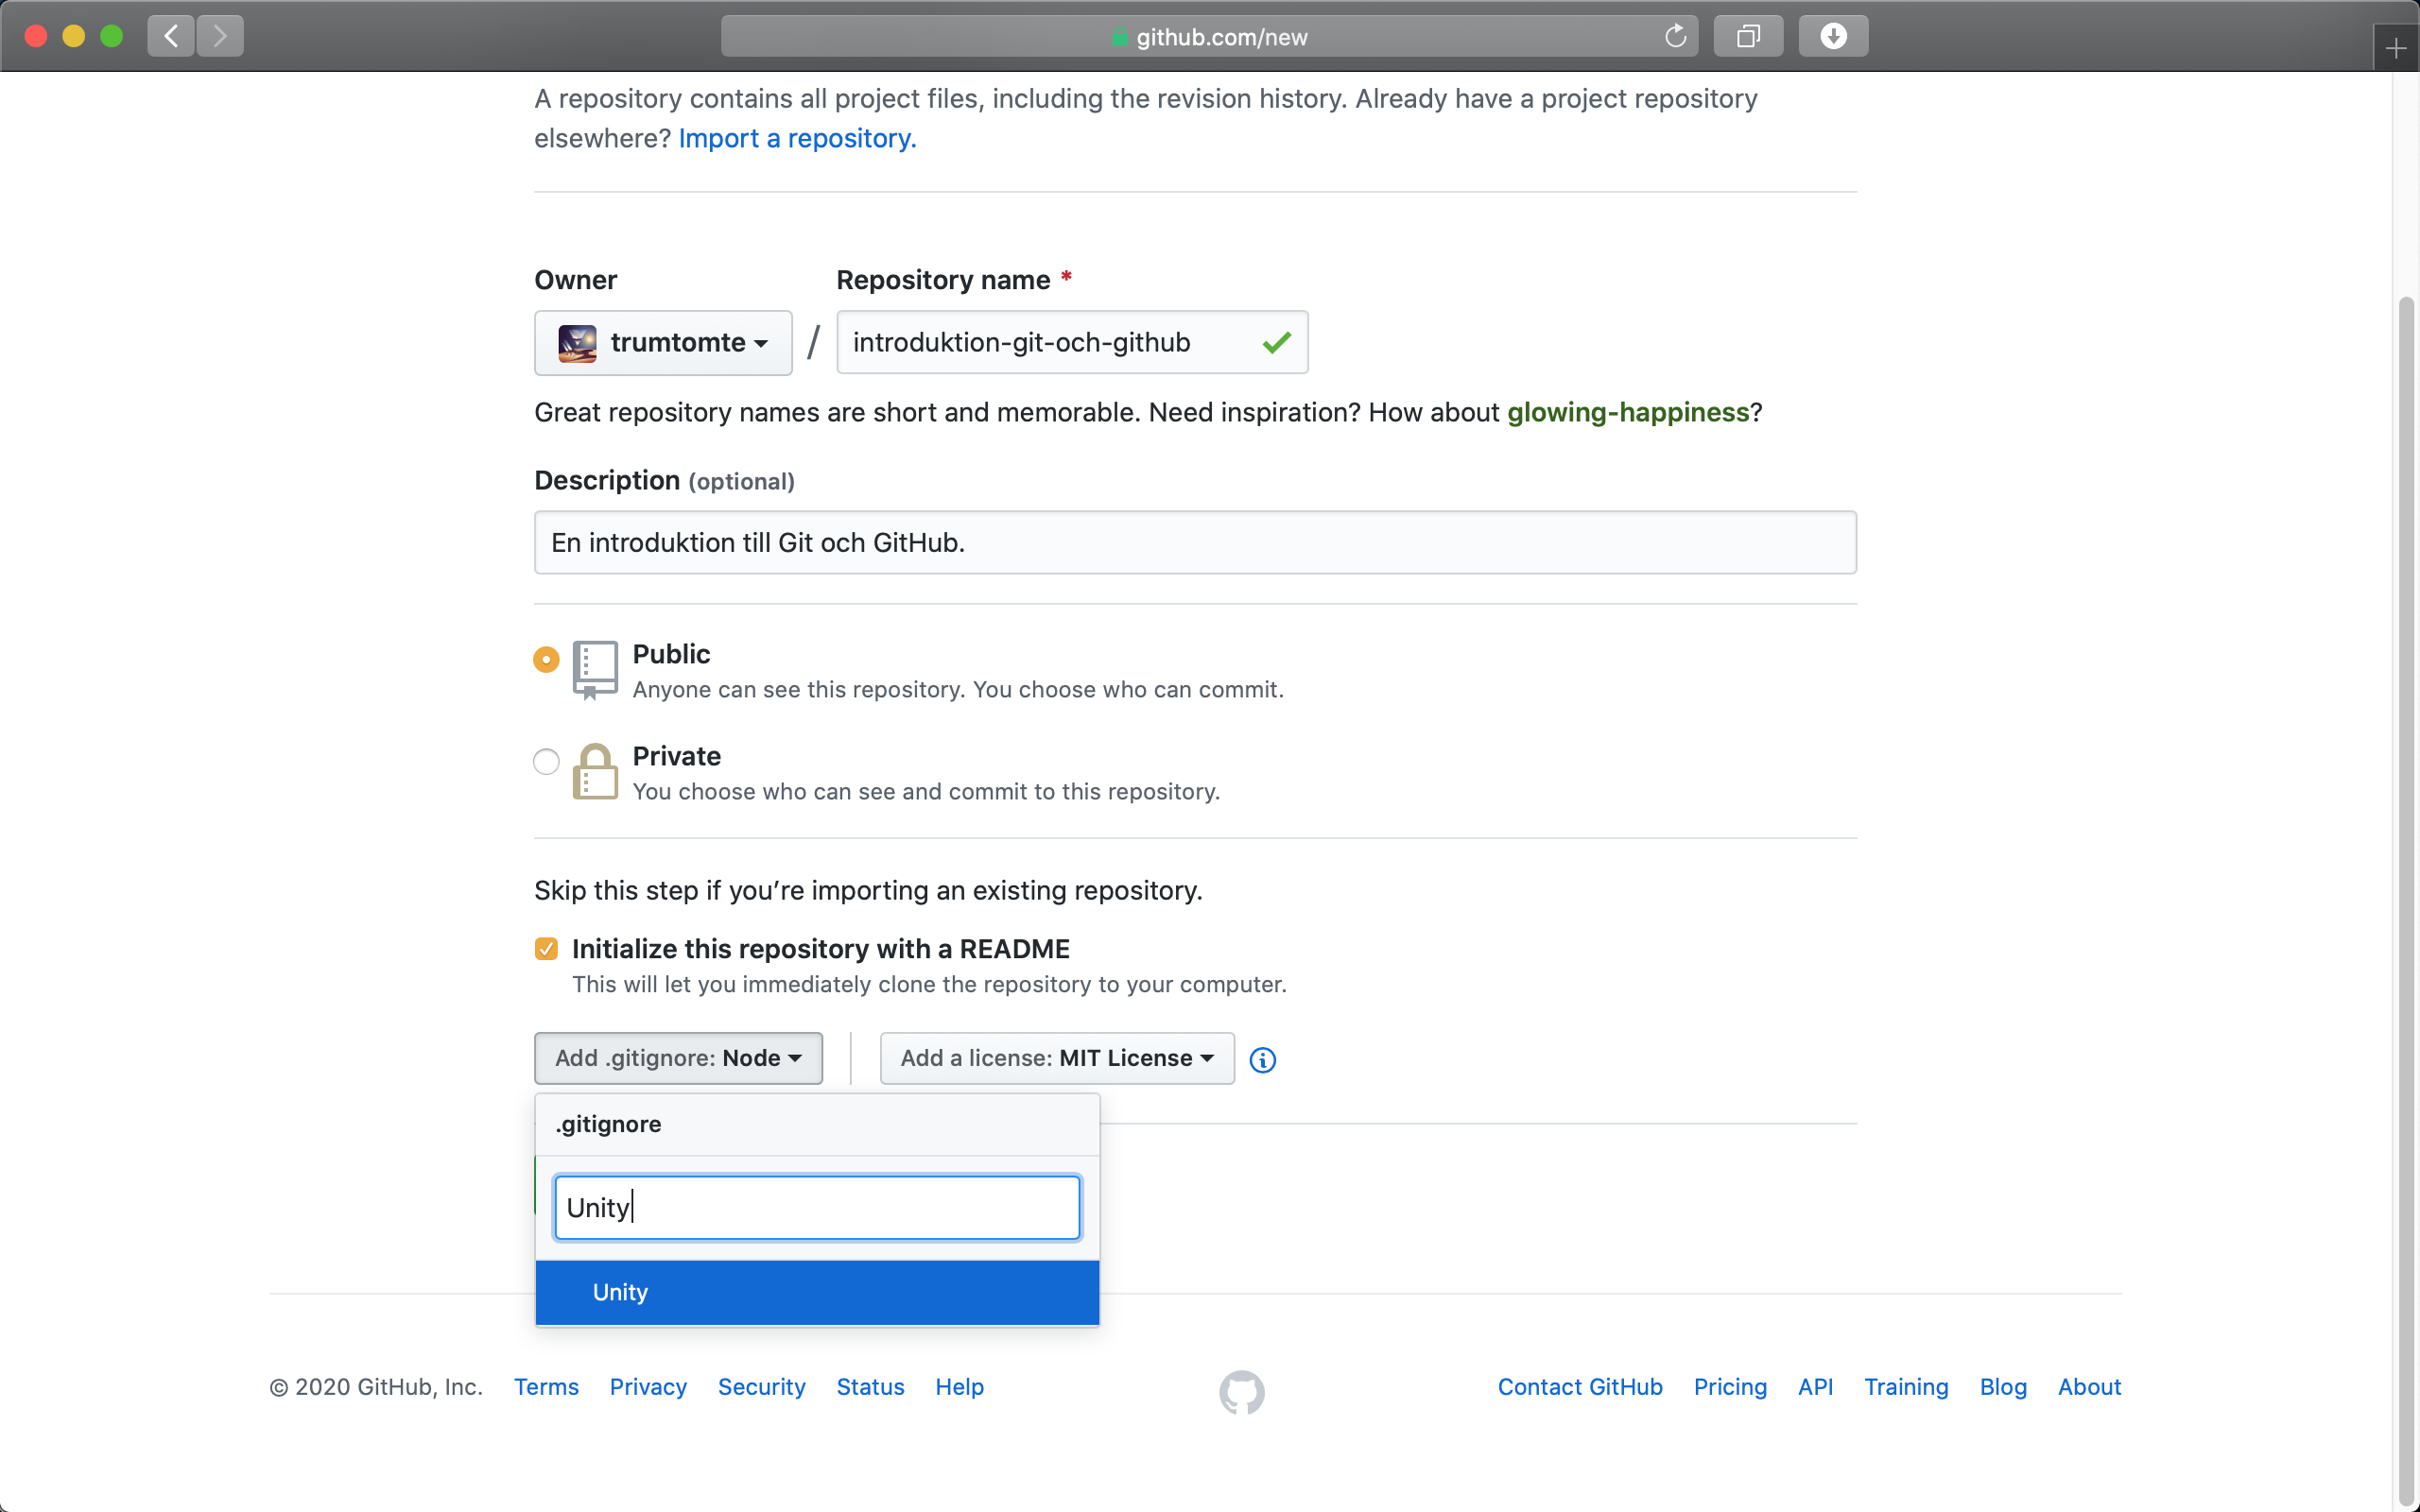 github.com/new
A repository contains all project files, including the revision history. Already have a project repository
elsewhere? Import a repository.
Owner
Repository name *
trumtomte
/
introduktion-git-och-github
Great repository names are short and memorable. Need inspiration? How about glowing-happiness?
Description (optional)
En introduktion till Git och GitHub.
Public
Anyone can see this repository. You choose who can commit.
Private
You choose who can see and commit to this repository.
Skip this step if you’re importing an existing repository.
Initialize this repository with a README
This will let you immediately clone the repository to your computer.
Add .gitignore: Node
Add a license: MIT License
.gitignore
Unity
Unity
© 2020 GitHub, Inc. Terms Privacy Security Status Help Contact GitHub Pricing API Training Blog About